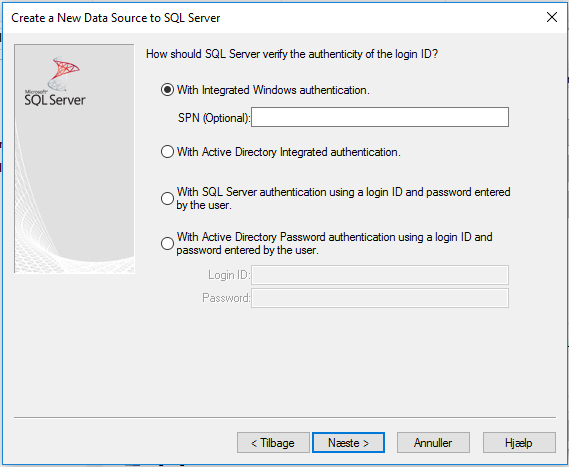 Create a New Data Source to SQL Server
Microsoft
SQL Server
How should SQL Server verify the authenticity of the login ID?
With Integrated Windows authentication.
SPN (Optional):
With Active Directory Integrated authentication.
With SQL Server authentication using a login ID and password entered
by the user.
With Active Directory Password authentication using a login ID and
password entered by the user.
Login ID:
Password:
< Tilbage
Næste >
Annuller
Hjælp